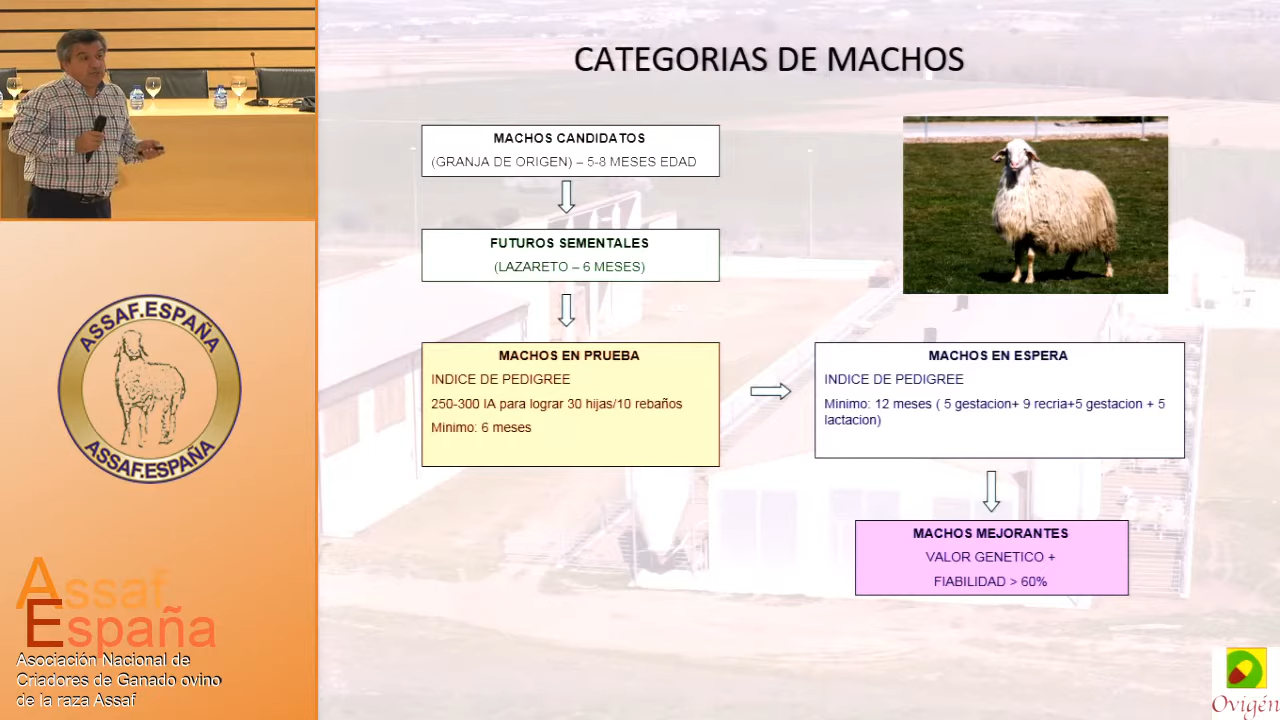 CATEGORIAS DE MACHOS
MACHOS CANDIDATOS
(GRANJA DE ORIGEN) – 5-8 MESES EDAD
FUTUROS SEMENTALES
(LAZARETO – 6 MESES)
MACHOS EN PRUEBA
INDICE DE PEDIGREE
250-300 IA para lograr 30 hijas/10 rebaños
Minimo: 6 meses
MACHOS EN ESPERA
INDICE DE PEDIGREE
Minimo: 12 meses ( 5 gestacion+ 9 recria+5 gestacion + 5
lactacion)
MACHOS MEJORANTES
VALOR GENETICO +
FIABILIDAD > 60%
ASSAF.ESPAÑA
ASSAF.ESPAÑA
Assaf
España
Asociación Nacional de
Criadores de Ganado ovino
de la raza Assaf
Ovigén